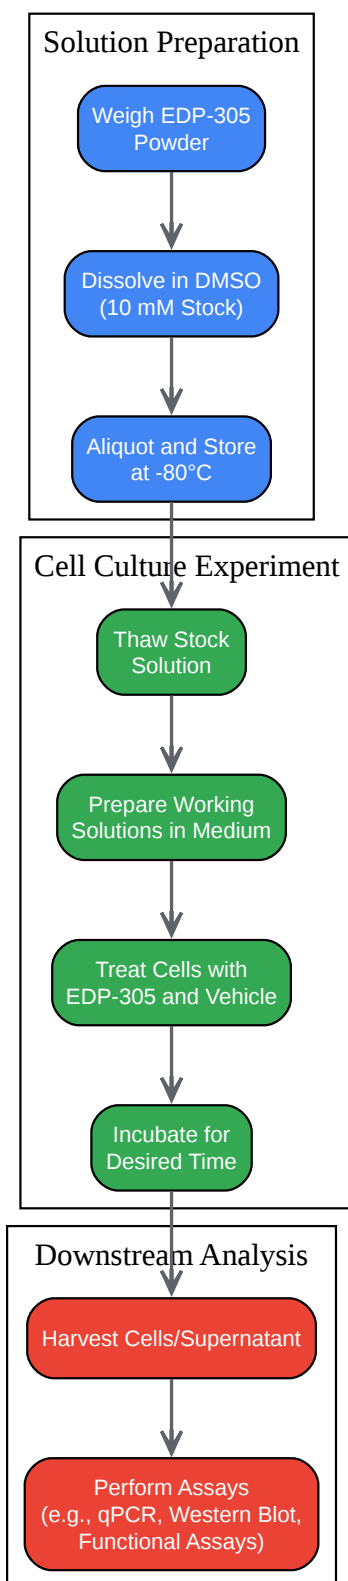 Solution Preparation
Weigh EDP-305
Powder
Dissolve in DMSO
(10 mM Stock)
Aliquot and Store
at -80°C
Cell Culture Experiment
Thaw Stock
Solution
Prepare Working
Solutions in Medium
Treat Cells with
EDP-305 and Vehicle
Incubate for
Desired Time
Downstream Analysis
Harvest Cells/Supernatant
Perform Assays
(e.g., qPCR, Western Blot,
Functional Assays)